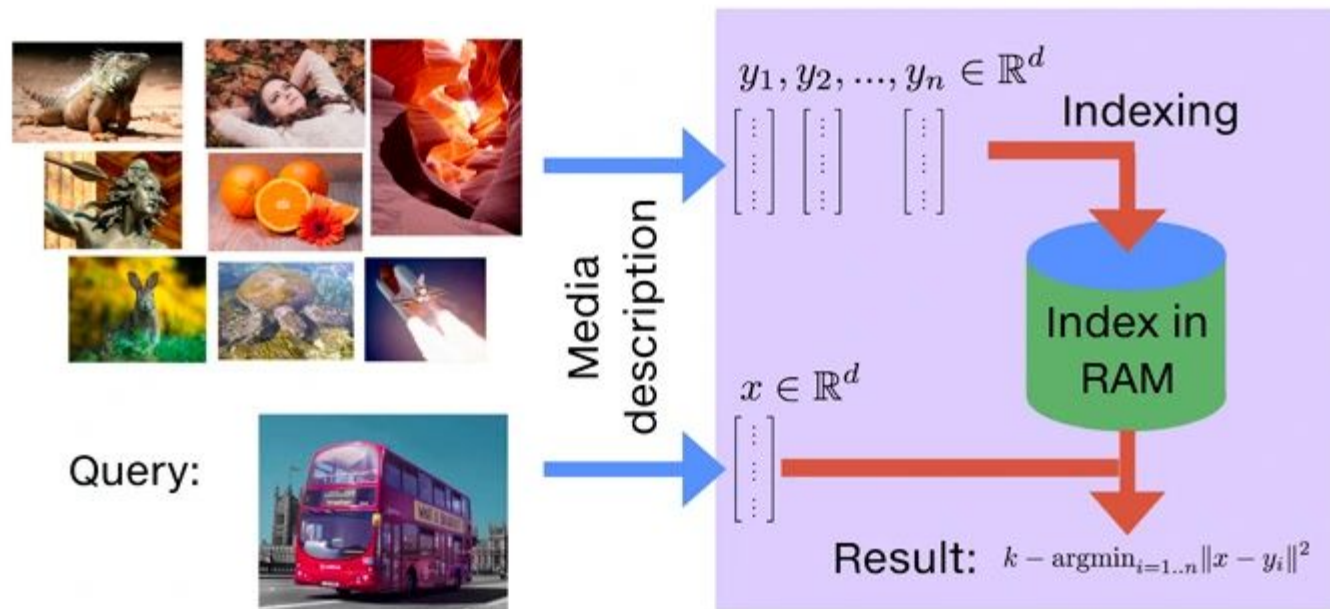 y₁, y₂, ..., yₙ ∈ ℝᵈ
Indexing
Media
description
Index in
RAM
x ∈ ℝᵈ
Query:
Result: k − argminᵢ₌₁..ₙ‖x − yᵢ‖²